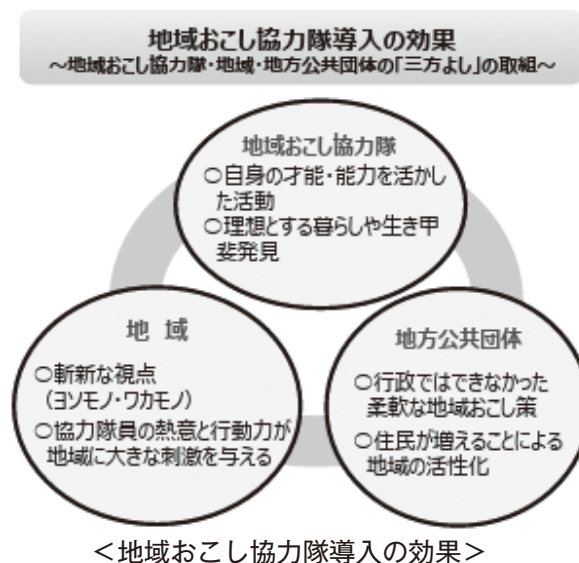 地域おこし協力隊導入の効果
～地域おこし協力隊・地域・地方公共団体の「三方よし」の取組～
地域おこし協力隊
○自身の才能・能力を活かし
た活動
○理想とする暮らしや生き甲
斐発見
地 域
○斬新な視点
（ヨソモノ・ワカモノ）
○協力隊員の熱意と行動力が
地域に大きな刺激を与える
地方公共団体
○行政ではできなかった
柔軟な地域おこし策
○住民が増えることによる
地域の活性化
＜地域おこし協力隊導入の効果＞